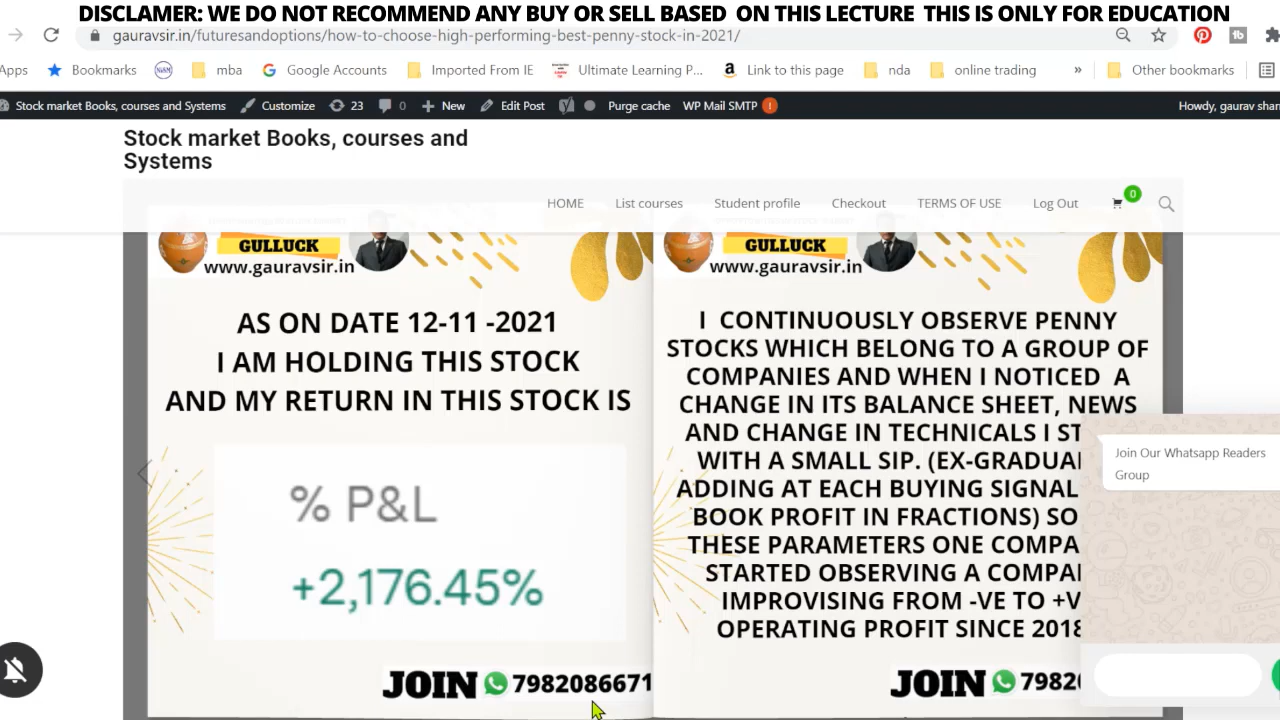 DISCLAMER: WE DO NOT RECOMMEND ANY BUY OR SELL BASED ON THIS LECTURE THIS IS ONLY FOR EDUCATION
gauravsir.in/futuresandoptions/how-to-choose-high-performing-best-penny-stock-in-2021/
Apps Bookmarks mba Google Accounts Imported From IE Ultimate Learning P... Link to this page nda online trading » Other bookmarks
Stock market Books, courses and Systems Customize 23 0 New Edit Post Purge cache WP Mail SMTP Howdy, gaurav shar
Stock market Books, courses and
Systems
HOME List courses Student profile Checkout TERMS OF USE Log Out 0
GULLUCK
www.gauravsir.in
AS ON DATE 12-11 -2021
I AM HOLDING THIS STOCK
AND MY RETURN IN THIS STOCK IS
% P&L
+2,176.45%
JOIN 7982086671
GULLUCK
www.gauravsir.in
I CONTINUOUSLY OBSERVE PENNY
STOCKS WHICH BELONG TO A GROUP OF
COMPANIES AND WHEN I NOTICED A
CHANGE IN ITS BALANCE SHEET, NEWS
AND CHANGE IN TECHNICALS I ST
WITH A SMALL SIP. (EX-GRADUAL
ADDING AT EACH BUYING SIGNAL
BOOK PROFIT IN FRACTIONS) SO
THESE PARAMETERS ONE COMPA
STARTED OBSERVING A COMPA
IMPROVISING FROM -VE TO +V
OPERATING PROFIT SINCE 2018
JOIN 7982
Join Our Whatsapp Readers
Group